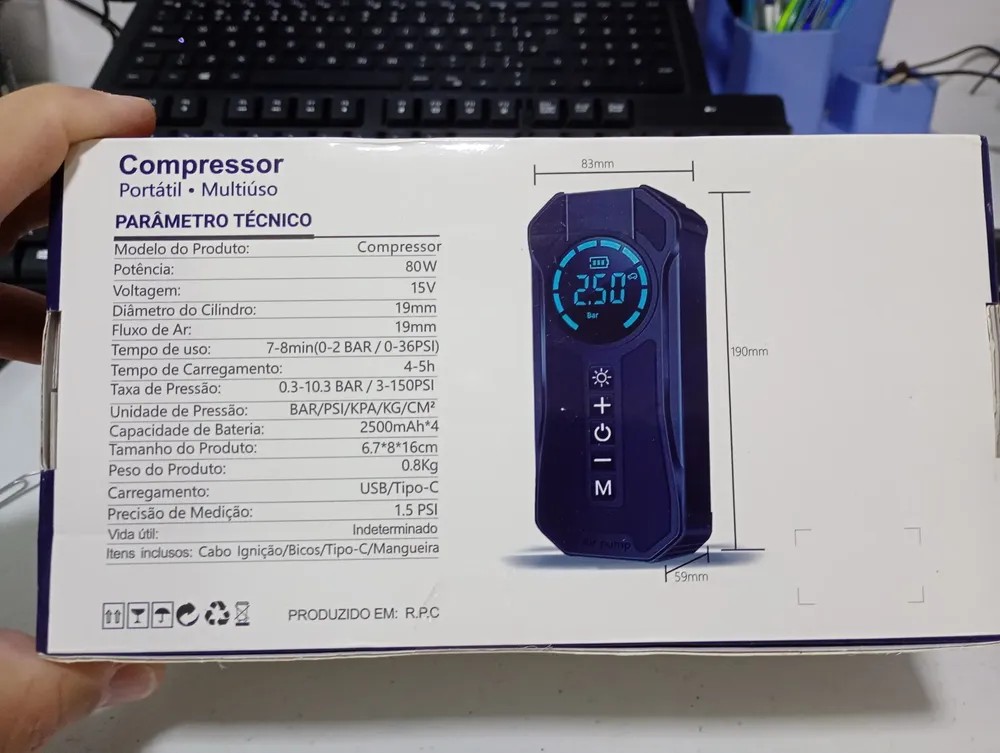 Compressor
Portátil • Multiúso
PARÂMETRO TÉCNICO
Modelo do Produto: Compressor
Potência: 80W
Voltagem: 15V
Diâmetro do Cilindro: 19mm
Fluxo de Ar: 19mm
Tempo de uso: 7-8min(0-2 BAR / 0-36PSI)
Tempo de Carregamento: 4-5h
Taxa de Pressão: 0.3-10.3 BAR / 3-150PSI
Unidade de Pressão: BAR/PSI/KPA/KG/CM²
Capacidade de Bateria: 2500mAh*4
Tamanho do Produto: 6.7*8*16cm
Peso do Produto: 0.8Kg
Carregamento: USB/Tipo-C
Precisão de Medição: 1.5 PSI
Vida útil: Indeterminado
Itens inclusos: Cabo Ignição/Bicos/Tipo-C/Mangueira
PRODUZIDO EM: R.P.C
83mm
2.50
Bar
190mm
M
Air pump
59mm